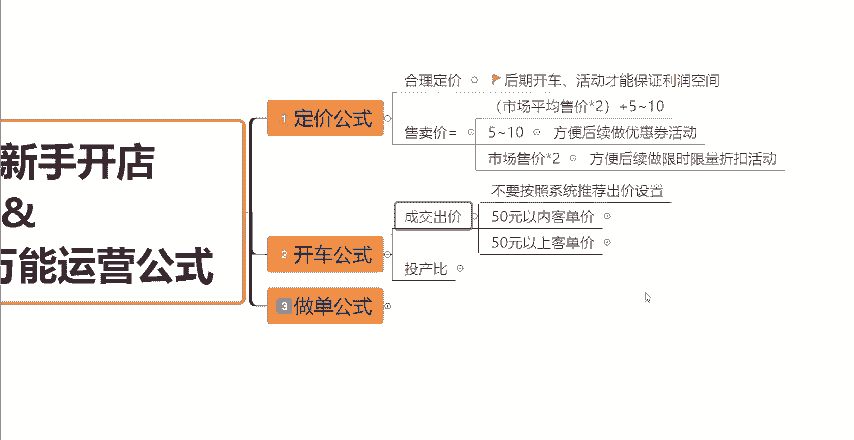 新手开店
&
万能运营公式
1 定价公式
合理定价
后期开车、活动才能保证利润空间
售卖价=
（市场平均售价*2）+5~10
5~10
方便后续做优惠券活动
市场售价*2
方便后续做限时限量折扣活动
2 开车公式
成交出价
不要按照系统推荐出价设置
50元以内客单价
50元以上客单价
投产比
3 做单公式